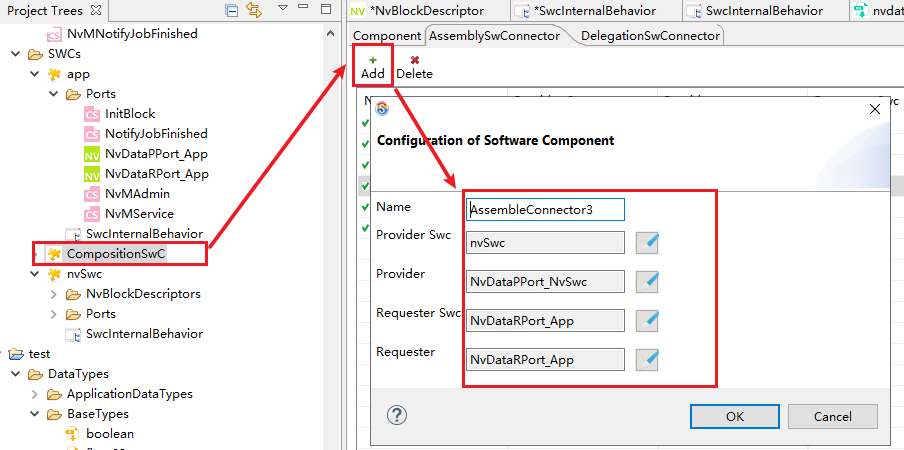 Project Trees
NvMNotifyJobFinished
SWCs
app
Ports
InitBlock
NotifyJobFinished
NvDataPPort_App
NvDataRPort_App
NvMAdmin
NvMService
SwcInternalBehavior
CompositionSwC
nvSwc
NvBlockDescriptors
Ports
SwcInternalBehavior
test
DataTypes
ApplicationDataTypes
BaseTypes
boolean
*NvBlockDescriptor
*SwcInternalBehavior
SwcInternalBehavior
nvda
Component
AssemblySwConnector
DelegationSwConnector
Add
Delete
Configuration of Software Component
Name
AssembleConnector3
Provider Swc
nvSwc
Provider
NvDataPPort_NvSwc
Requester Swc
NvDataRPort_App
Requester
NvDataRPort_App
OK
Cancel